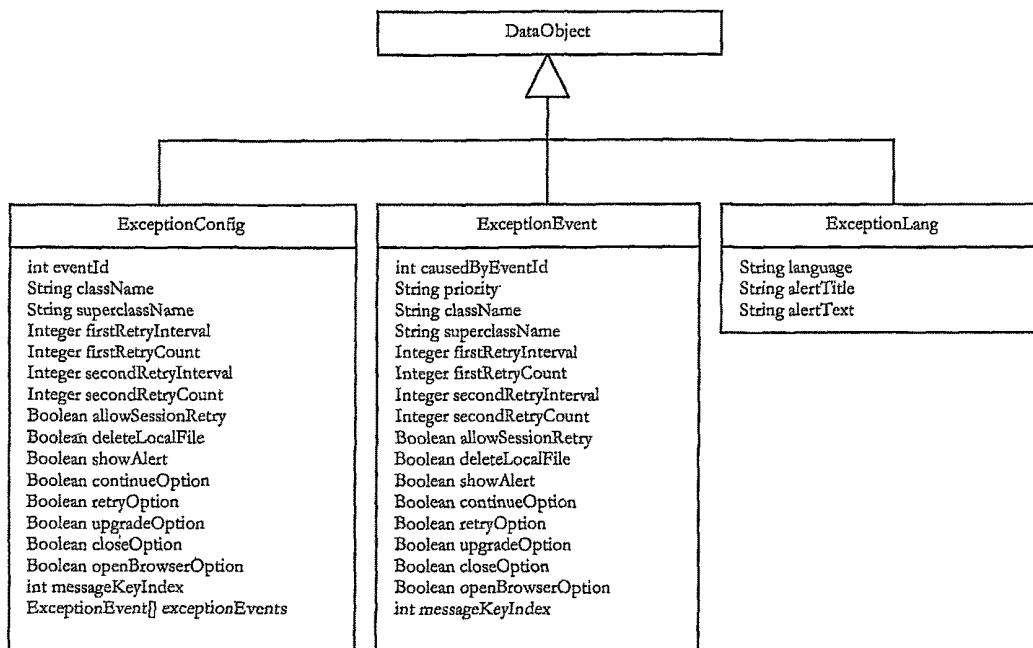 DataObject
ExceptionConfig
int eventId
String className
String superclassName
Integer firstRetryInterval
Integer firstRetryCount
Integer secondRetryInterval
Integer secondRetryCount
Boolean allowSessionRetry
Boolean deleteLocalFile
Boolean showAlert
Boolean continueOption
Boolean retryOption
Boolean upgradeOption
Boolean closeOption
Boolean openBrowserOption
int messageKeyIndex
ExceptionEvent[] exceptionEvents
ExceptionEvent
int causedByEventId
String priority
String className
String superclassName
Integer firstRetryInterval
Integer firstRetryCount
Integer secondRetryInterval
Integer secondRetryCount
Boolean allowSessionRetry
Boolean deleteLocalFile
Boolean showAlert
Boolean continueOption
Boolean retryOption
Boolean upgradeOption
Boolean closeOption
Boolean openBrowserOption
int messageKeyIndex
ExceptionLang
String language
String alertTitle
String alertText